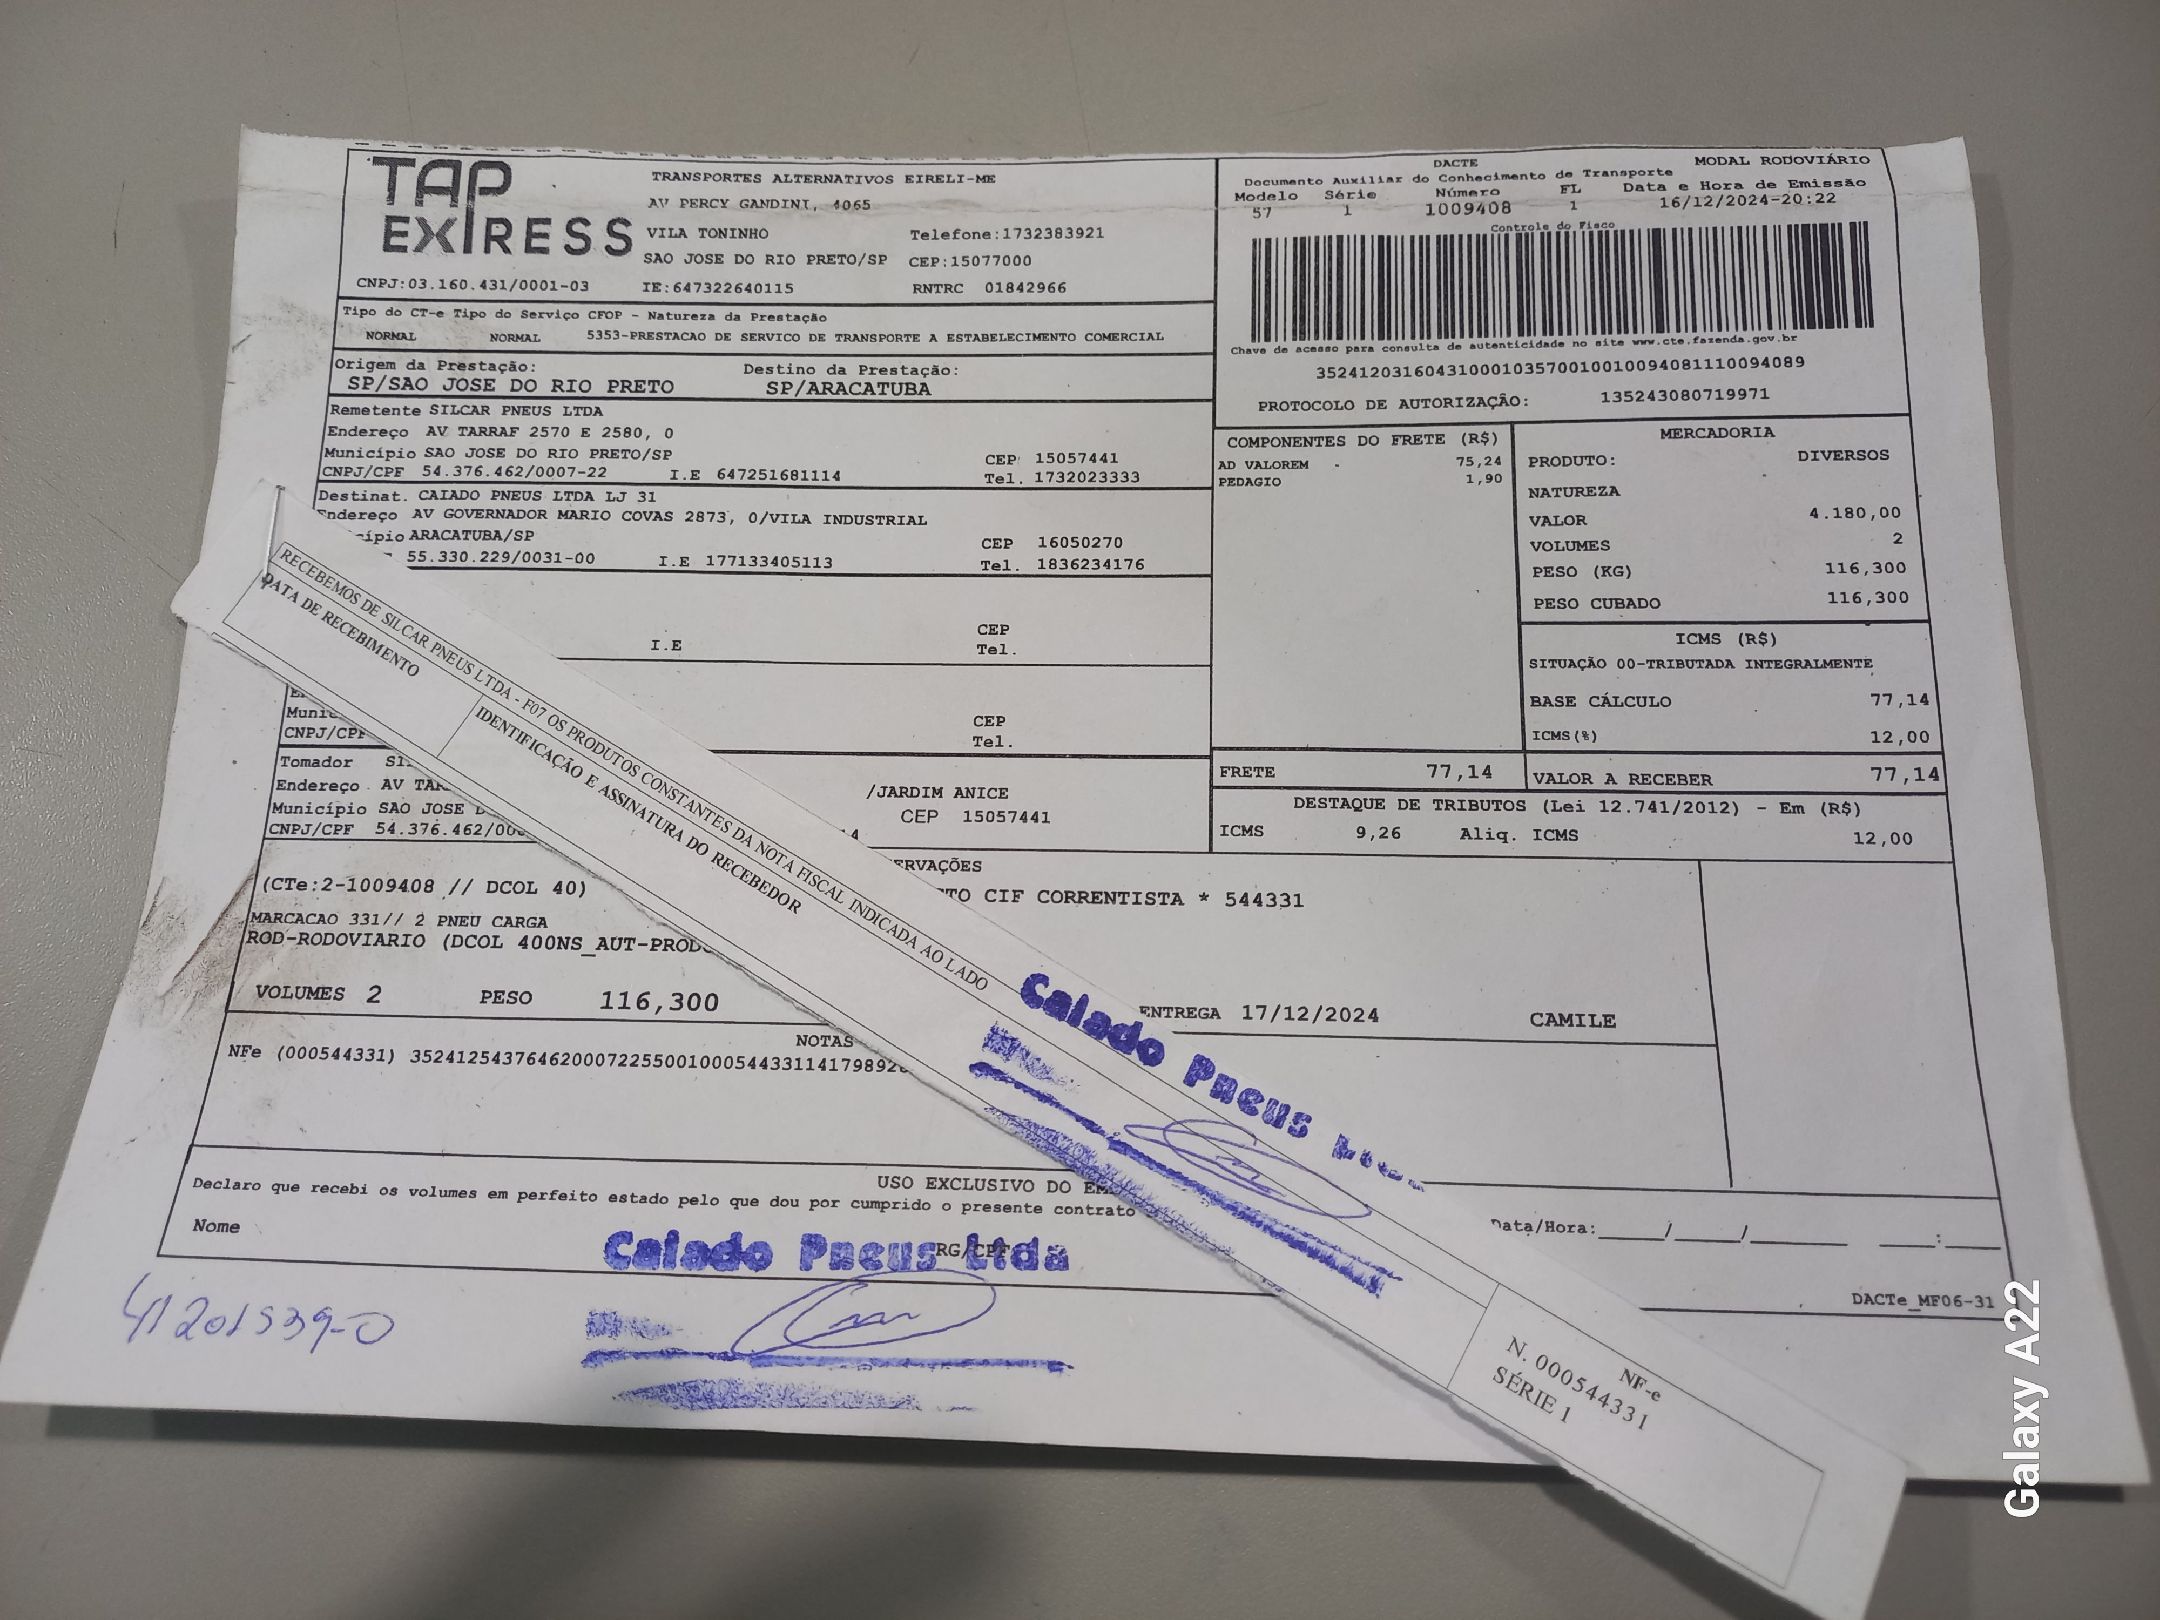 TAP
EXPRESS
TRANSPORTES ALTERNATIVOS EIRELI-ME
AV PERCY GANDINI, 4065
VILA TONINHO Telefone:1732383921
SAO JOSE DO RIO PRETO/SP CEP:15077000
CNPJ:03.160.431/0001-03 IE:647322640115 RNTRC 01842966
DACTE MODAL RODOVIÁRIO
Documento Auxiliar do Conhecimento de Transporte
Modelo Série Número FL Data e Hora de Emissão
57 1 1009408 1 16/12/2024-20:22
Controle do Fisco
Chave de acesso para consulta de autenticidade no site www.cte.fazenda.gov.br
35241203160431000103570010010094081110094089
PROTOCOLO DE AUTORIZAÇÃO: 135243080719971
Tipo do CT-e Tipo do Serviço CFOP - Natureza da Prestação
NORMAL NORMAL 5353-PRESTACAO DE SERVICO DE TRANSPORTE A ESTABELECIMENTO COMERCIAL
Origem da Prestação: Destino da Prestação:
SP/SAO JOSE DO RIO PRETO SP/ARACATUBA
Remetente SILCAR PNEUS LTDA
Endereço AV TARRAF 2570 E 2580, 0
Município SAO JOSE DO RIO PRETO/SP CEP 15057441
CNPJ/CPF 54.376.462/0007-22 I.E 647251681114 Tel. 1732023333
Destinat. CAIADO PNEUS LTDA LJ 31
Endereço AV GOVERNADOR MARIO COVAS 2873, 0/VILA INDUSTRIAL
ARACATUBA/SP CEP 16050270
55.330.229/0031-00 I.E 177133405113 Tel. 1836234176
CEP
I.E Tel.
CEP
CNPJ/CPF Tel.
Tomador
Endereço AV /JARDIM ANICE
Município SAO JOSE CEP 15057441
CNPJ/CPF 54.376.462/
COMPONENTES DO FRETE (R$)
AD VALOREM 75,24
PEDAGIO 1,90
FRETE 77,14
MERCADORIA
PRODUTO: DIVERSOS
NATUREZA
VALOR 4.180,00
VOLUMES 2
PESO (KG) 116,300
PESO CUBADO 116,300
ICMS (R$)
SITUAÇÃO 00-TRIBUTADA INTEGRALMENTE
BASE CÁLCULO 77,14
ICMS(%) 12,00
VALOR A RECEBER 77,14
DESTAQUE DE TRIBUTOS (Lei 12.741/2012) - Em (R$)
ICMS 9,26 Aliq. ICMS 12,00
(CTe:2-1009408 // DCOL 40) CIF CORRENTISTA * 544331
MARCACAO 331// 2 PNEU CARGA
ROD-RODOVIARIO (DCOL 400NS_AUT-PROD
VOLUMES 2 PESO 116,300
ENTREGA 17/12/2024 CAMILE
NOTAS
NFe (000544331) 352412543764620007225500100054433114179892
USO EXCLUSIVO DO
Declaro que recebi os volumes em perfeito estado pelo que dou por cumprido o presente contrato
Nome RG/CPF Data/Hora:
DACTe_MF06-31
RECEBEMOS DE SILCAR PNEUS LTDA - F07 OS PRODUTOS CONSTANTES DA NOTA FISCAL INDICADA AO LADO
DATA DE RECEBIMENTO IDENTIFICAÇÃO E ASSINATURA DO RECEBEDOR
NF-e
N. 000544331
SÉRIE 1
Caiado Pneus Ltda
Caiado Pneus Ltda
41201539-0
Galaxy A22